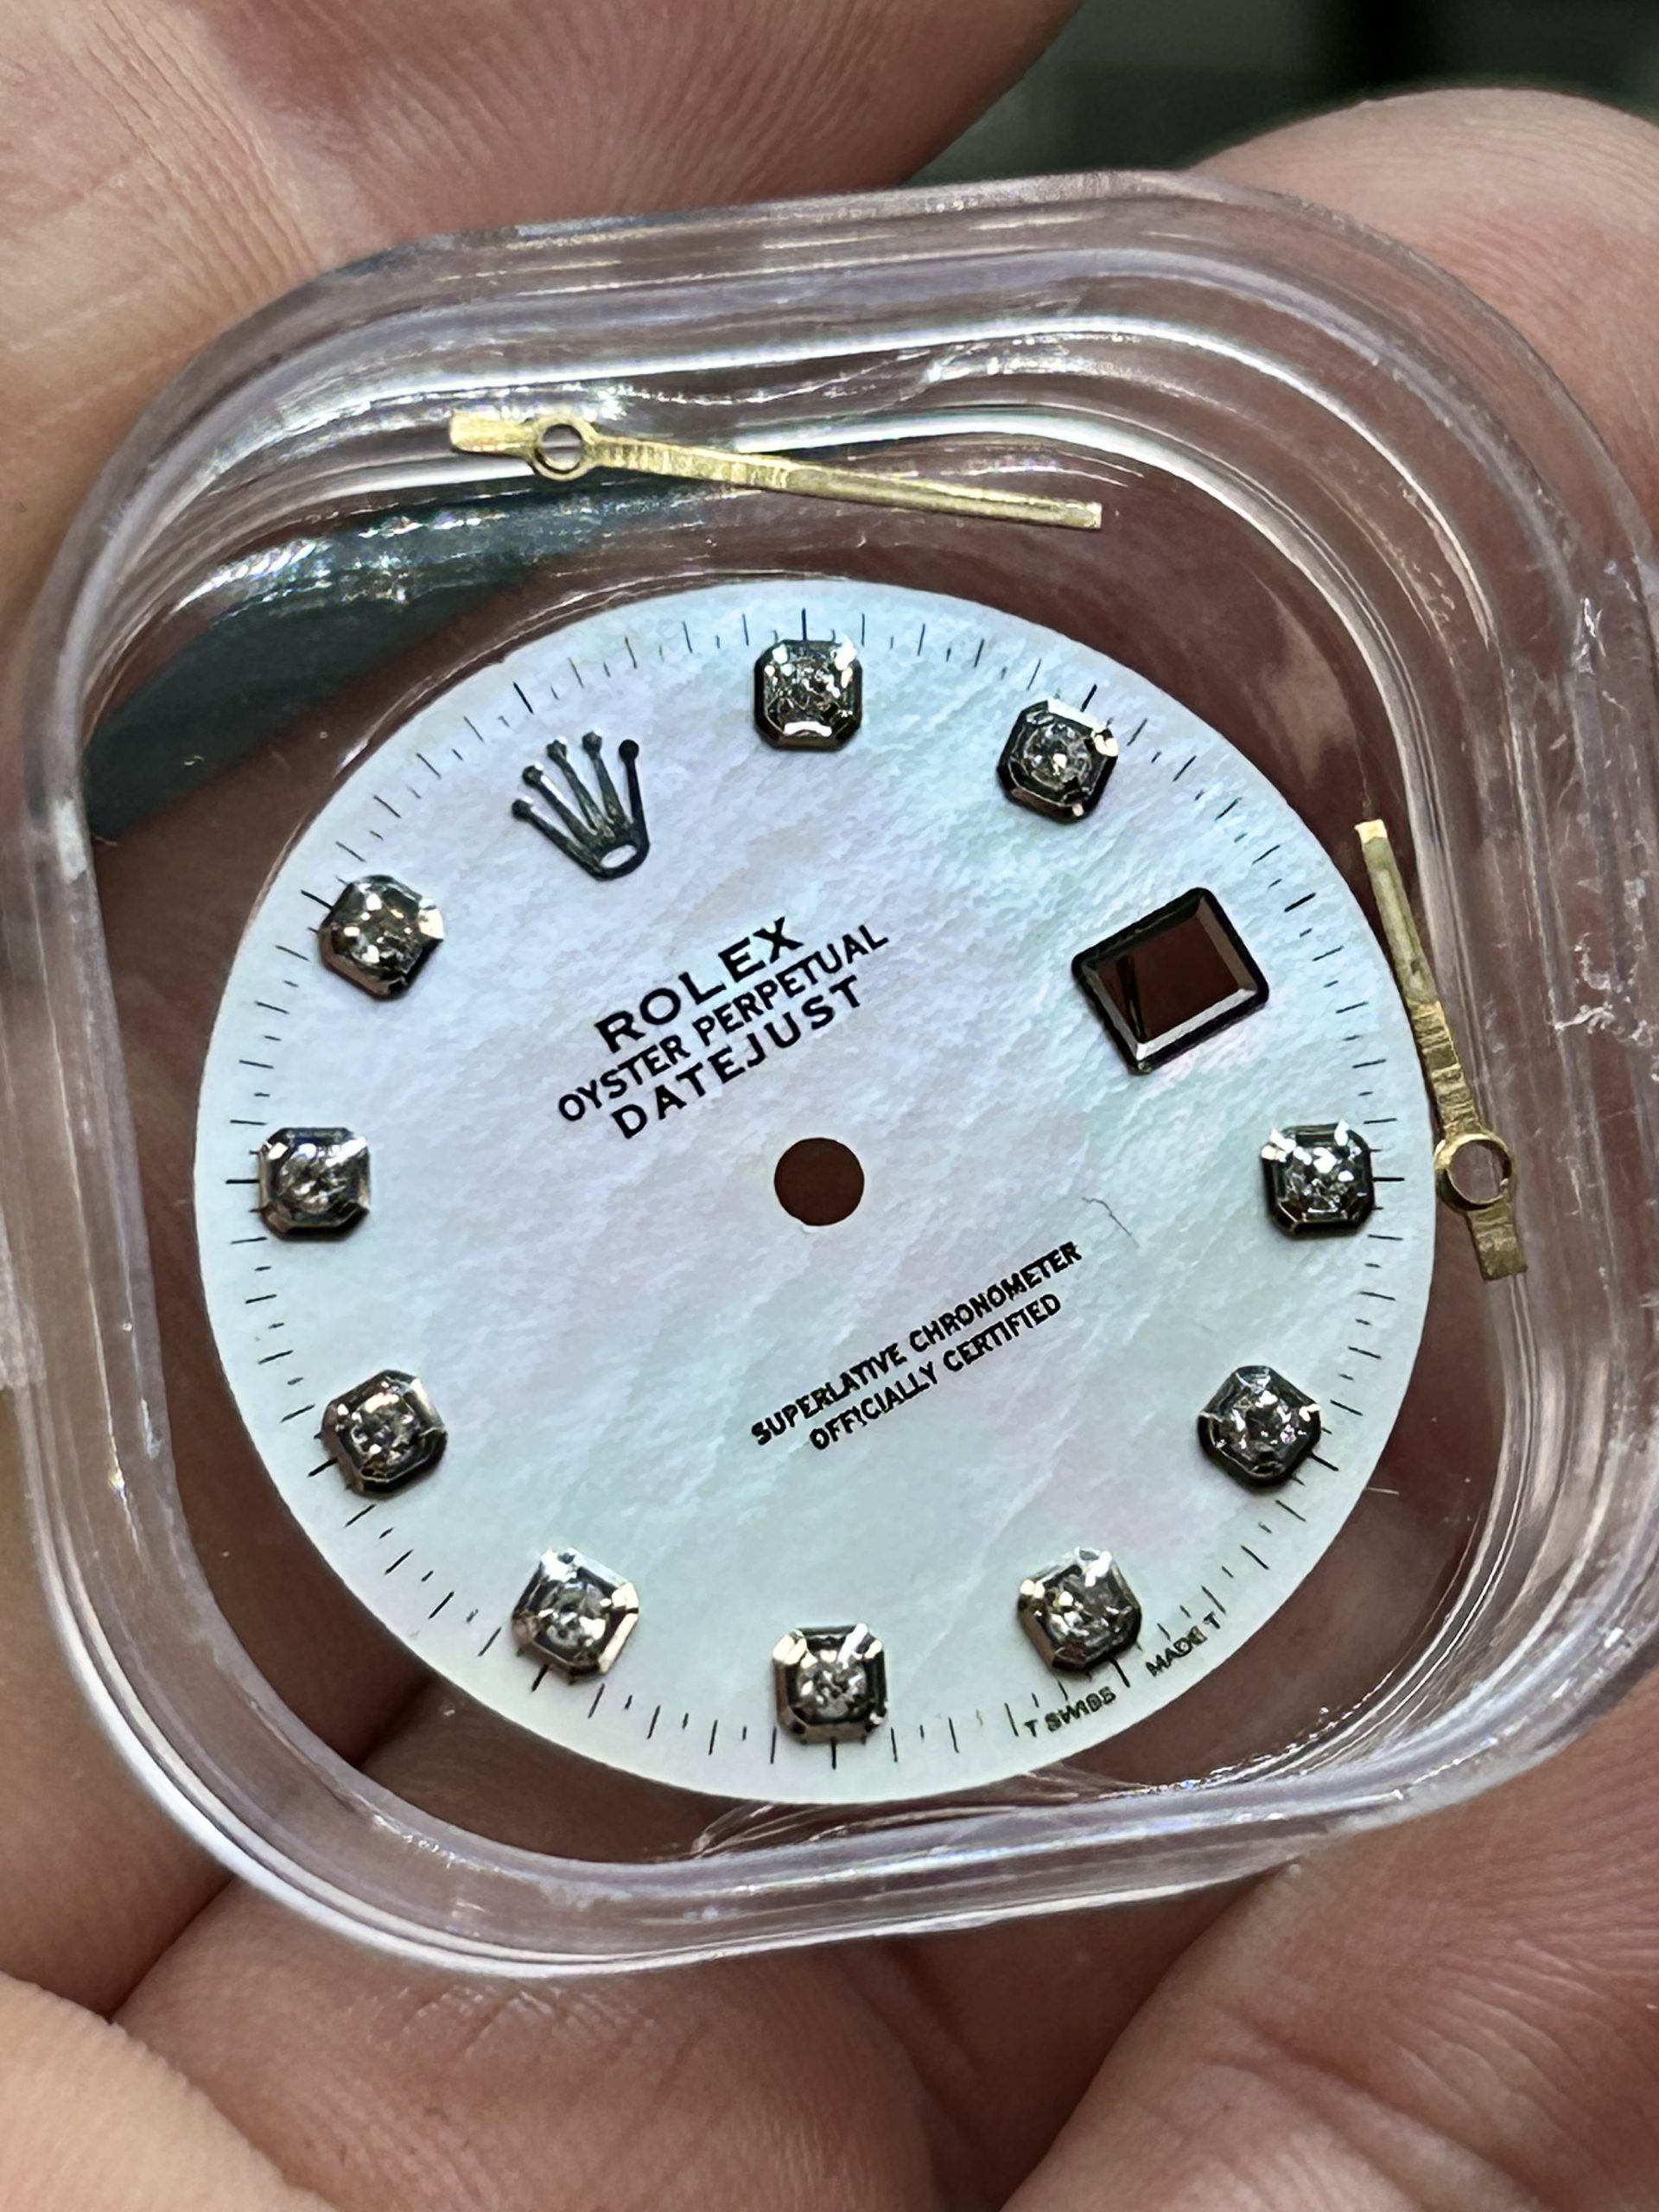 ROLEX
OYSTER PERPETUAL
DATEJUST
SUPERLATIVE CHRONOMETER
OFFICIALLY CERTIFIED
T SWISS MADE T